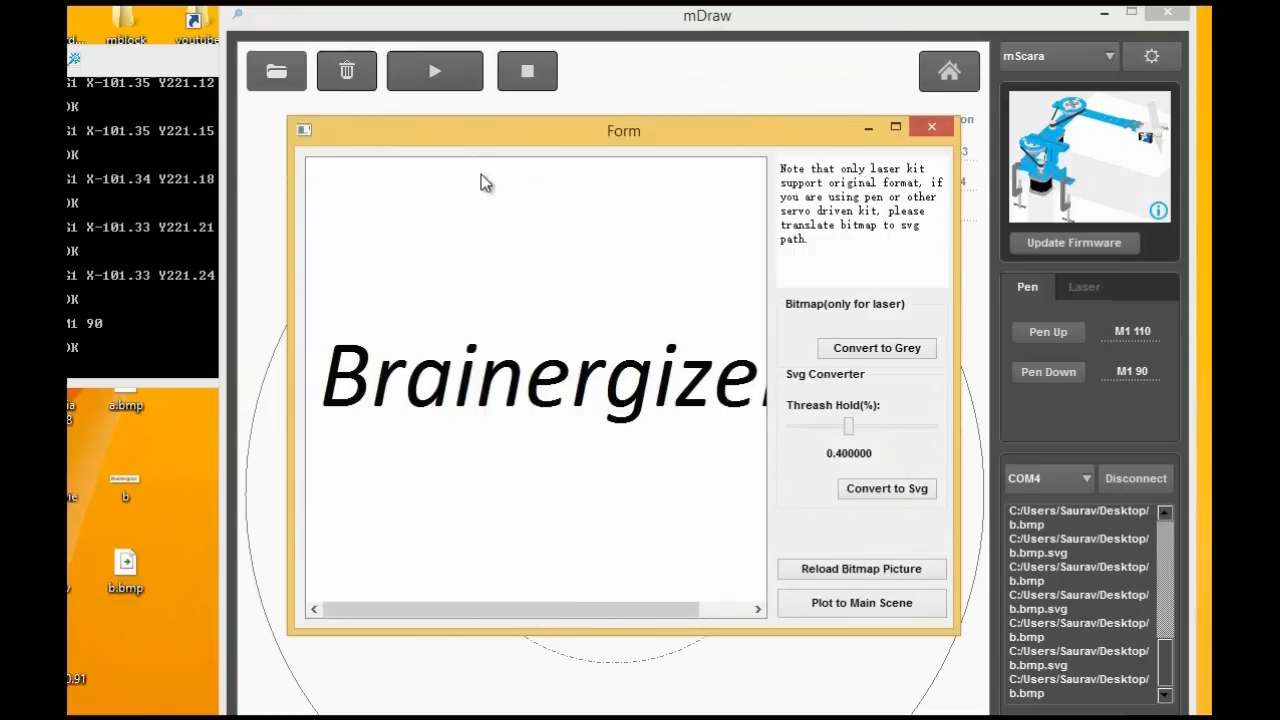 mDraw
mblock
youtube
G1 X-101.35 Y221.12
OK
G1 X-101.35 Y221.15
OK
G1 X-101.34 Y221.18
OK
G1 X-101.33 Y221.21
OK
G1 X-101.33 Y221.24
OK
M1 90
OK
a.bmp
b
b.bmp
0.91
Form
Brainergize
Note that only laser kit
support original format, if
you are using pen or other
servo driven kit, please
translate bitmap to svg
path.
Bitmap(only for laser)
Convert to Grey
Svg Converter
Threash Hold(%):
0.400000
Convert to Svg
Reload Bitmap Picture
Plot to Main Scene
mScara
Update Firmware
Pen
Laser
Pen Up
M1 110
Pen Down
M1 90
COM4
Disconnect
C:/Users/Saurav/Desktop/
b.bmp
C:/Users/Saurav/Desktop/
b.bmp.svg
C:/Users/Saurav/Desktop/
b.bmp
C:/Users/Saurav/Desktop/
b.bmp.svg
C:/Users/Saurav/Desktop/
b.bmp
C:/Users/Saurav/Desktop/
b.bmp.svg
C:/Users/Saurav/Desktop/
b.bmp